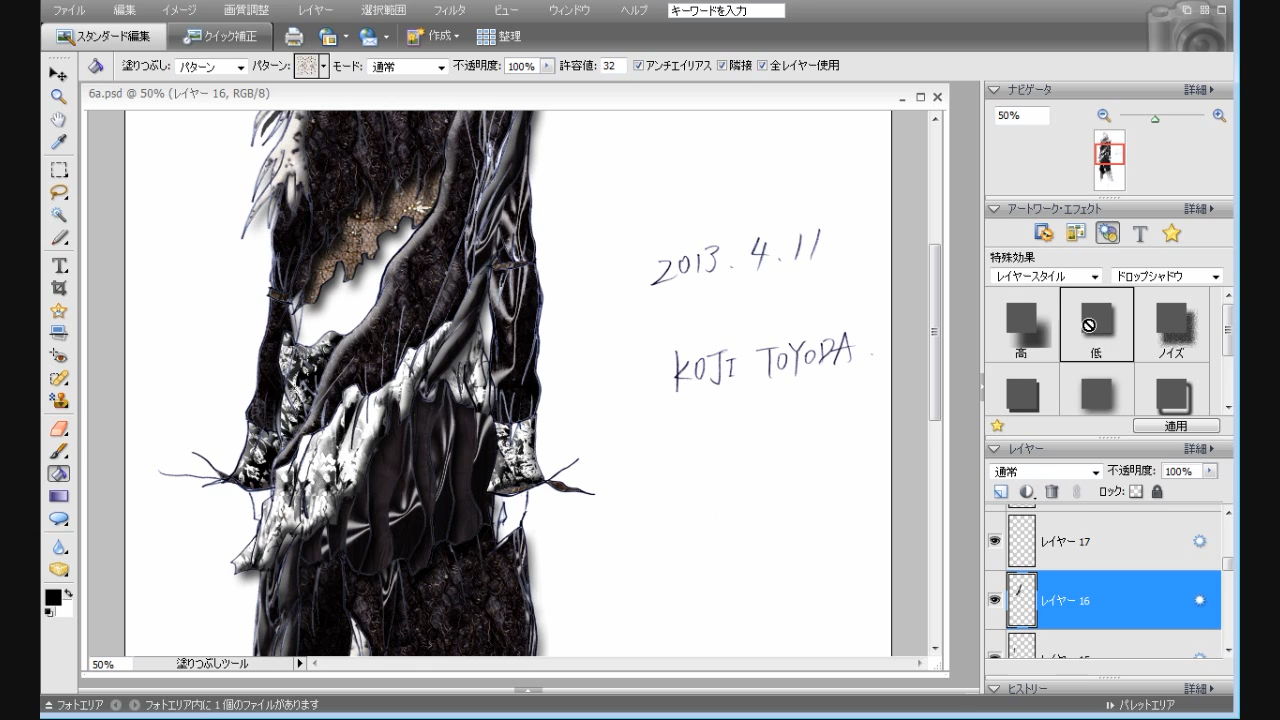 ファイル 編集 イメージ 画質調整 レイヤー 選択範囲 フィルタ ビュー ウィンドウ ヘルプ キーワードを入力
スタンダード編集 クイック補正 作成 整理
塗りつぶし: パターン パターン: モード: 通常 不透明度: 100% 許容値: 32 アンチエイリアス 隣接 全レイヤー使用
6a.psd @ 50% (レイヤー 16, RGB/8)
2013.4.11
KOJI TOYODA.
50% 塗りつぶしツール
ナビゲータ 詳細
50%
アートワーク・エフェクト 詳細
T
特殊効果
レイヤースタイル ドロップシャドウ
高 低 ノイズ
適用
レイヤー 詳細
通常 不透明度: 100%
ロック:
レイヤー 17
レイヤー 16
ヒストリー 詳細
フォトエリア フォトエリア内に 1 個のファイルがあります パレットエリア